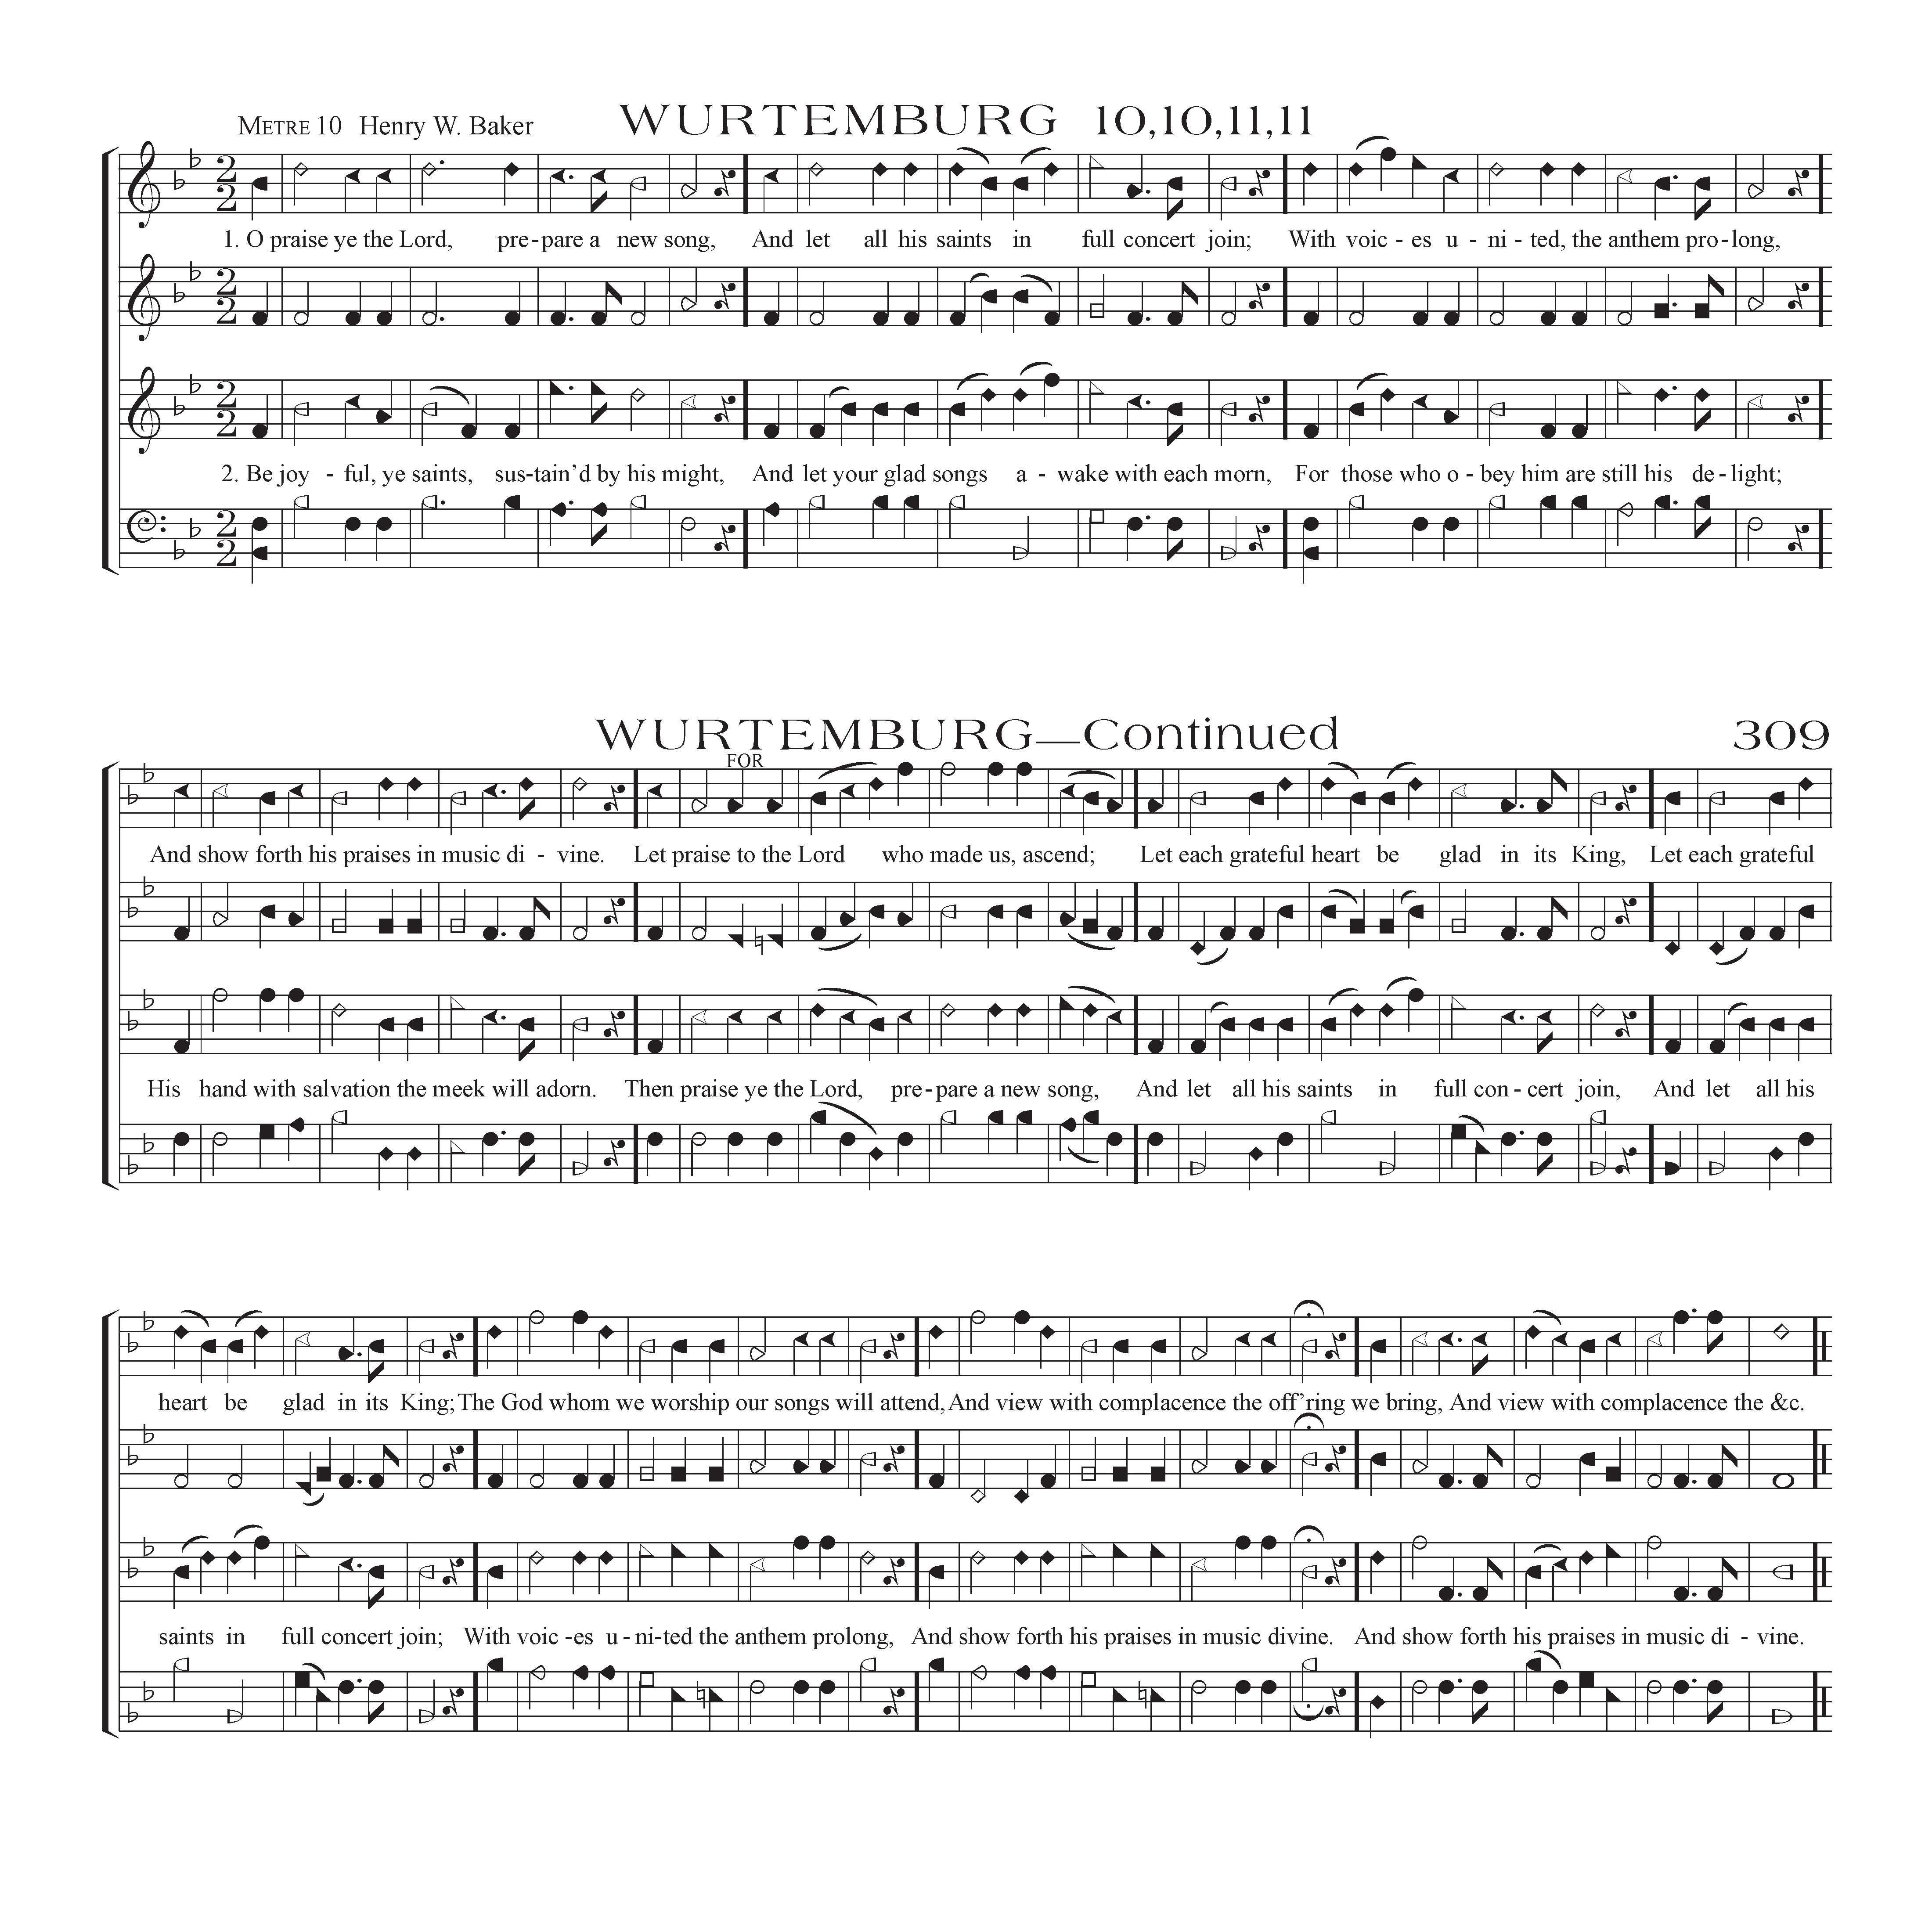 METRE 10 Henry W. Baker WURTEMBURG 10,10,11,11
1. O praise ye the Lord, pre-pare a new song, And let all his saints in full concert join; With voic - es u - ni - ted, the anthem pro-long,
2. Be joy - ful, ye saints, sus-tain'd by his might, And let your glad songs a - wake with each morn, For those who o - bey him are still his de-light;
WURTEMBURG—Continued 309
FOR
And show forth his praises in music di - vine. Let praise to the Lord who made us, ascend; Let each grateful heart be glad in its King, Let each grateful
His hand with salvation the meek will adorn. Then praise ye the Lord, pre-pare a new song, And let all his saints in full con-cert join, And let all his
heart be glad in its King; The God whom we worship our songs will attend, And view with complacence the off'ring we bring, And view with complacence the &c.
saints in full concert join; With voic -es u-ni-ted the anthem prolong, And show forth his praises in music divine. And show forth his praises in music di - vine.